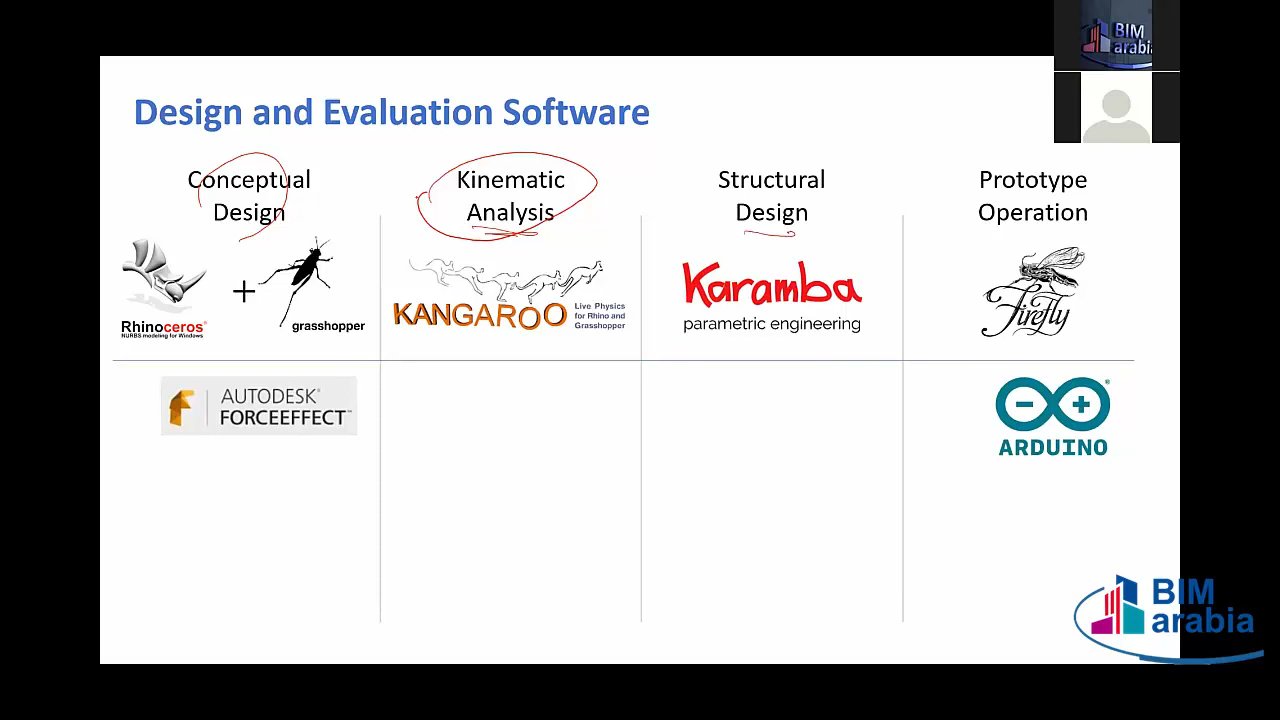 BIM
arabia
Design and Evaluation Software
Conceptual
Design
Kinematic
Analysis
Structural
Design
Prototype
Operation
Rhinoceros®
NURBS modeling for Windows
+
grasshopper
KANGAROO
Live Physics
for Rhino and
Grasshopper
Karamba
parametric engineering
Firefly
AUTODESK®
FORCEEFFECT™
ARDUINO
BIM
arabia